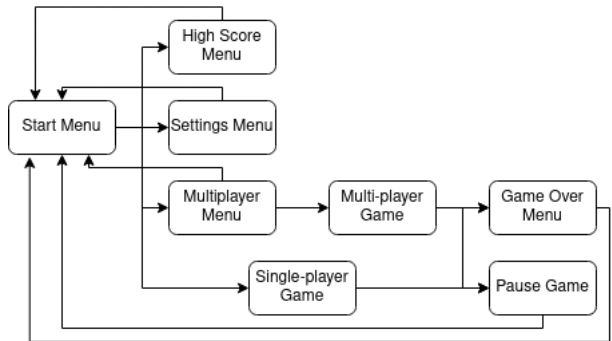 High Score
Menu
Start Menu
Settings Menu
Multiplayer
Menu
Multi-player
Game
Game Over
Menu
Single-player
Game
Pause Game